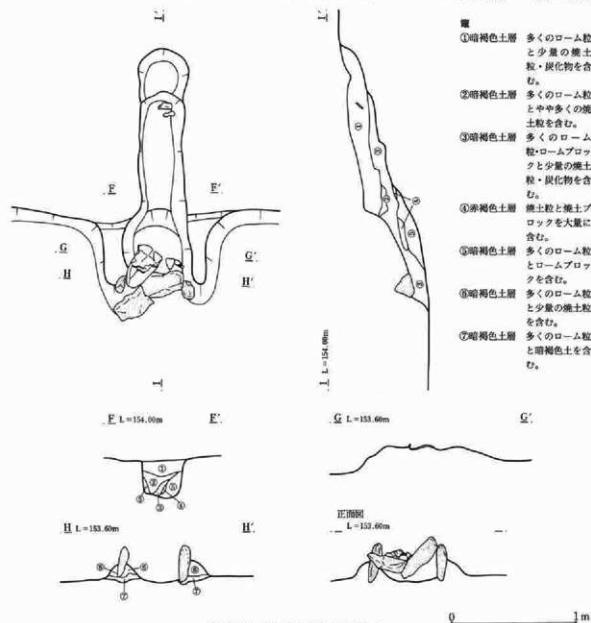 I′
竈
①暗褐色土層 多くのローム粒
と少量の焼土
粒・炭化物を含
む。
②暗褐色土層 多くのローム粒
とやや多くの焼
土粒を含む。
③暗褐色土層 多くのローム
粒・ロームブロッ
クと少量の焼土
粒・炭化物を含
む。
④赤褐色土層 焼土粒と焼土ブ
ロックを大量に
含む。
⑤暗褐色土層 多くのローム粒
とロームブロッ
クを含む。
⑥暗褐色土層 多くのローム粒
と少量の焼土粒
を含む。
⑦暗褐色土層 多くのローム粒
と暗褐色土を含
む。
F F′
G G′
H H′
I
I L=154.00m
F L=154.00m F′
G L=153.60m G′
①
②
⑤
③
H L=153.60m H′
⑥
⑥
⑥
⑦
⑦
正面図
L=153.60m
0 1m